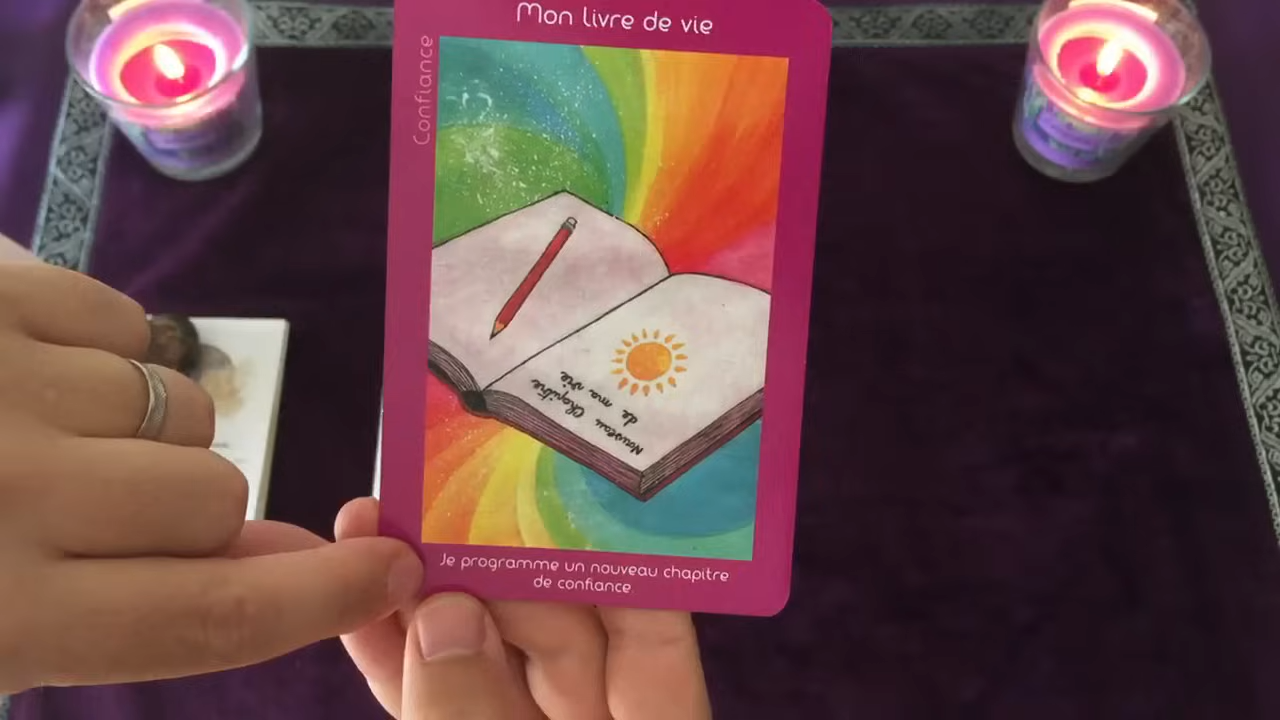 Mon livre de vie
Confiance
Nouveau Chapitre
de ma vie
Je programme un nouveau chapitre
de confiance.